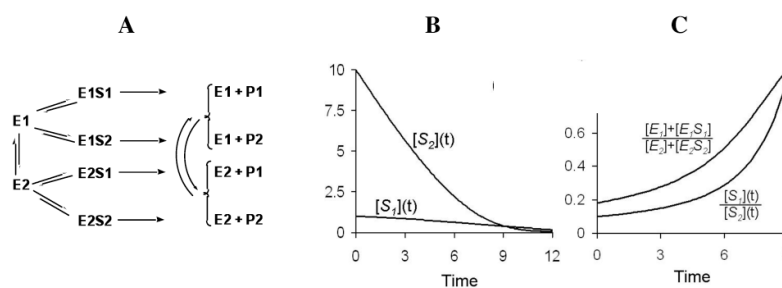 A
E1
E2
E1S1
E1S2
E2S1
E2S2
E1 + P1
E1 + P2
E2 + P1
E2 + P2
B
10
7.5
5
2.5
0
0 3 6 9 12
Time
[S₂](t)
[S₁](t)
C
0.6
0.4
0.2
0
0 3 6 9
Time
[E₁]+[E₁S₁]
[E₂]+[E₂S₂]
[S₁](t)
[S₂](t)